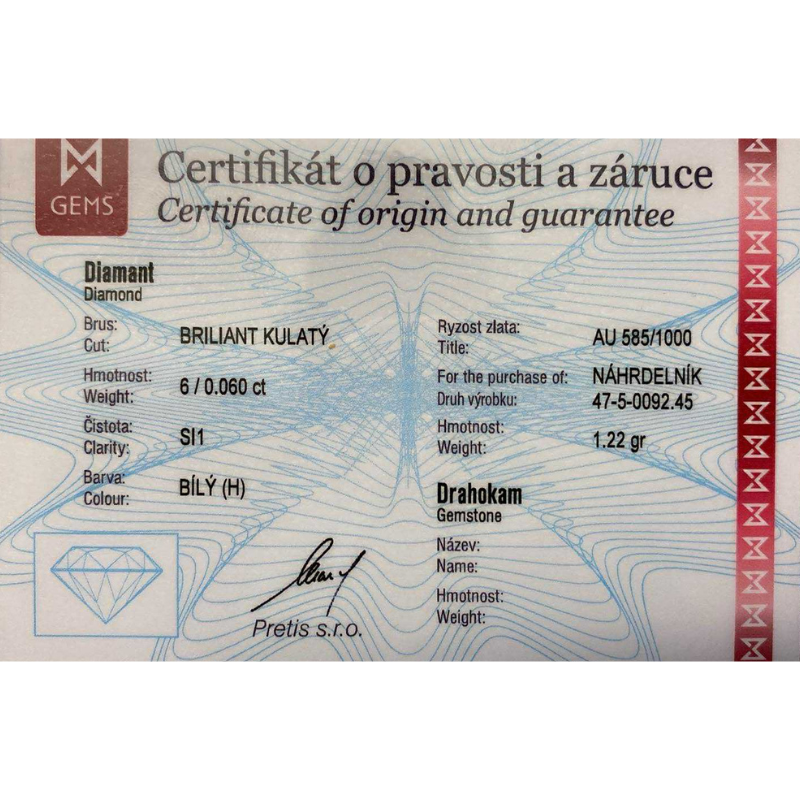 GEMS
Certifikát o pravosti a záruce
Certificate of origin and guarantee
Diamant
Diamond
Brus:
Cut:
BRILIANT KULATÝ
Hmotnost:
Weight:
6 / 0.060 ct
Čistota:
Clarity:
SI1
Barva:
Colour:
BÍLÝ (H)
Pretis s.r.o.
Ryzost zlata:
Title:
AU 585/1000
For the purchase of:
Druh výrobku:
NÁHRDELNÍK
47-5-0092.45
Hmotnost:
Weight:
1.22 gr
Drahokam
Gemstone
Název:
Name:
Hmotnost:
Weight: